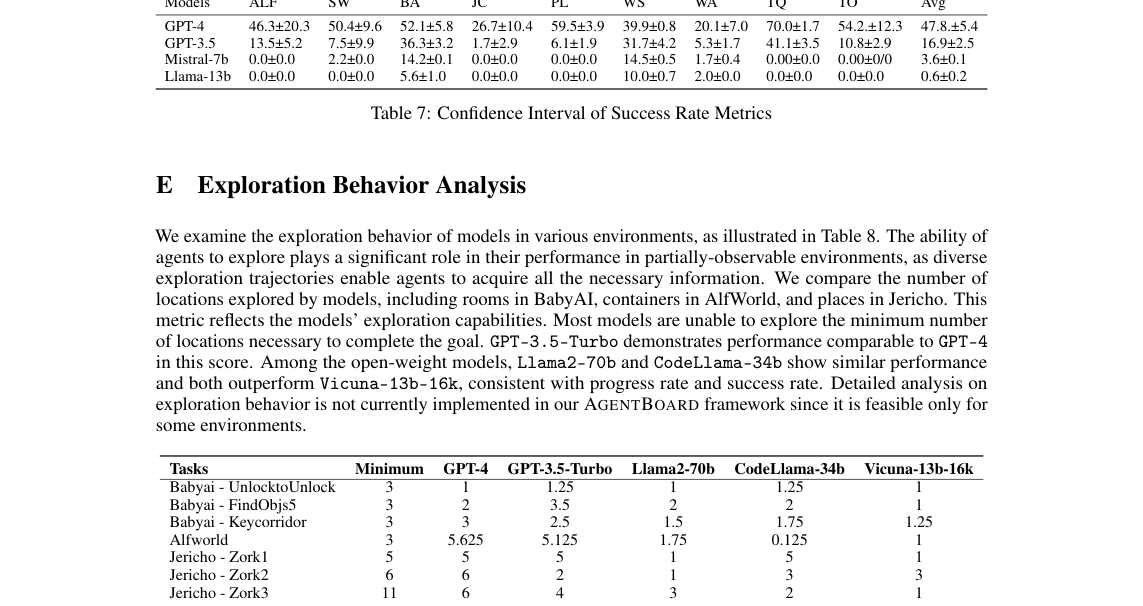 Models ALF SW BA JC PL WS WA TQ TO Avg
GPT-4 46.3±20.3 50.4±9.6 52.1±5.8 26.7±10.4 59.5±3.9 39.9±0.8 20.1±7.0 70.0±1.7 54.2.±12.3 47.8.±5.4
GPT-3.5 13.5±5.2 7.5±9.9 36.3±3.2 1.7±2.9 6.1±1.9 31.7±4.2 5.3±1.7 41.1±3.5 10.8±2.9 16.9±2.5
Mistral-7b 0.0±0.0 2.2±0.0 14.2±0.1 0.0±0.0 0.0±0.0 14.5±0.5 1.7±0.4 0.00±0.0 0.00±0/0 3.6±0.1
Llama-13b 0.0±0.0 0.0±0.0 5.6±1.0 0.0±0.0 0.0±0.0 10.0±0.7 2.0±0.0 0.0±0.0 0.0±0.0 0.6±0.2
Table 7: Confidence Interval of Success Rate Metrics
E Exploration Behavior Analysis
We examine the exploration behavior of models in various environments, as illustrated in Table 8. The ability of
agents to explore plays a significant role in their performance in partially-observable environments, as diverse
exploration trajectories enable agents to acquire all the necessary information. We compare the number of
locations explored by models, including rooms in BabyAI, containers in AlfWorld, and places in Jericho. This
metric reflects the models' exploration capabilities. Most models are unable to explore the minimum number
of locations necessary to complete the goal. GPT-3.5-Turbo demonstrates performance comparable to GPT-4
in this score. Among the open-weight models, Llama2-70b and CodeLlama-34b show similar performance
and both outperform Vicuna-13b-16k, consistent with progress rate and success rate. Detailed analysis on
exploration behavior is not currently implemented in our AGENTBOARD framework since it is feasible only for
some environments.
Tasks Minimum GPT-4 GPT-3.5-Turbo Llama2-70b CodeLlama-34b Vicuna-13b-16k
Babyai - UnlocktoUnlock 3 1 1.25 1 1.25 1
Babyai - FindObjs5 3 2 3.5 2 2 1
Babyai - Keycorridor 3 3 2.5 1.5 1.75 1.25
Alfworld 3 5.625 5.125 1.75 0.125 1
Jericho - Zork1 5 5 5 1 5 1
Jericho - Zork2 6 6 2 1 3 3
Jericho - Zork3 11 6 4 3 2 1